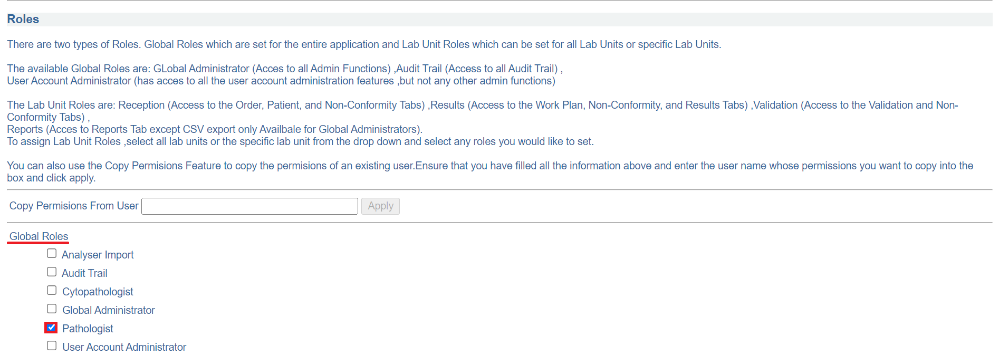 Roles
There are two types of Roles. Global Roles which are set for the entire application and Lab Unit Roles which can be set for all Lab Units or specific Lab Units.
The available Global Roles are: GLobal Administrator (Acces to all Admin Functions) ,Audit Trail (Access to all Audit Trail) ,
User Account Administrator (has acces to all the user account administration features ,but not any other admin functions)
The Lab Unit Roles are: Reception (Access to the Order, Patient, and Non-Conformity Tabs) ,Results (Access to the Work Plan, Non-Conformity, and Results Tabs) ,Validation (Access to the Validation and Non-
Conformity Tabs) ,
Reports (Acces to Reports Tab except CSV export only Availbale for Global Administrators).
To assign Lab Unit Roles ,select all lab units or the specific lab unit from the drop down and select any roles you would like to set.
You can also use the Copy Permisions Feature to copy the permisions of an existing user.Ensure that you have filled all the information above and enter the user name whose permissions you want to copy into the
box and click apply.
Copy Permisions From User Apply
Global Roles
Analyser Import
Audit Trail
Cytopathologist
Global Administrator
Pathologist
User Account Administrator